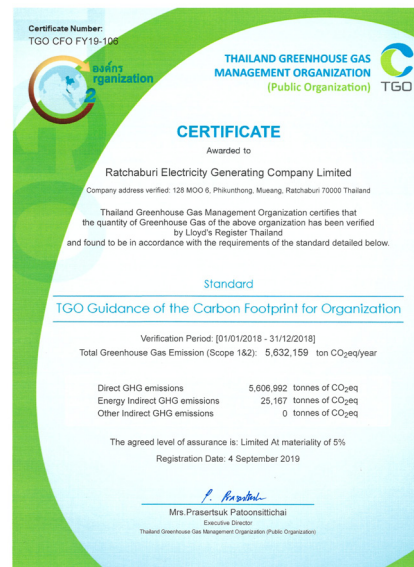 Certificate Number:
TGO CFO FY19-106
องค์กร
rganization
2
THAILAND GREENHOUSE GAS
MANAGEMENT ORGANIZATION
(Public Organization)
TGO
CERTIFICATE
Awarded to
Ratchaburi Electricity Generating Company Limited
Company address verified: 128 MOO 6, Phikunthong, Mueang, Ratchaburi 70000 Thailand
Thailand Greenhouse Gas Management Organization certifies that
the quantity of Greenhouse Gas of the above organization has been verified
by Lloyd's Register Thailand
and found to be in accordance with the requirements of the standard detailed below.
Standard
TGO Guidance of the Carbon Footprint for Organization
Verification Period: [01/01/2018 - 31/12/2018]
Total Greenhouse Gas Emission (Scope 1&2): 5,632,159 ton CO₂eq/year
Direct GHG emissions 5,606,992 tonnes of CO₂eq
Energy Indirect GHG emissions 25,167 tonnes of CO₂eq
Other Indirect GHG emissions 0 tonnes of CO₂eq
The agreed level of assurance is: Limited At materiality of 5%
Registration Date: 4 September 2019
Mrs.Prasertsuk Patoonsittichai
Executive Director
Thailand Greenhouse Gas Management Organization (Public Organization)